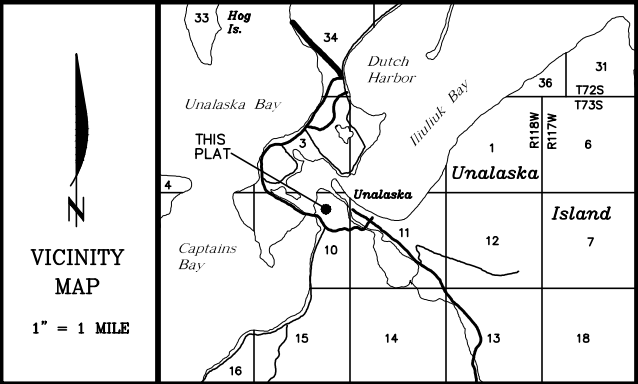 N
VICINITY
MAP
1" = 1 MILE
33
Hog
Is.
34
Dutch
Harbor
31
36
T72S
T73S
Unalaska Bay
Iliuliuk Bay
THIS
PLAT
3
1
R118W
R117W
6
Unalaska
4
Unalaska
Island
11
12
7
Captains
Bay
10
15
14
13
18
16